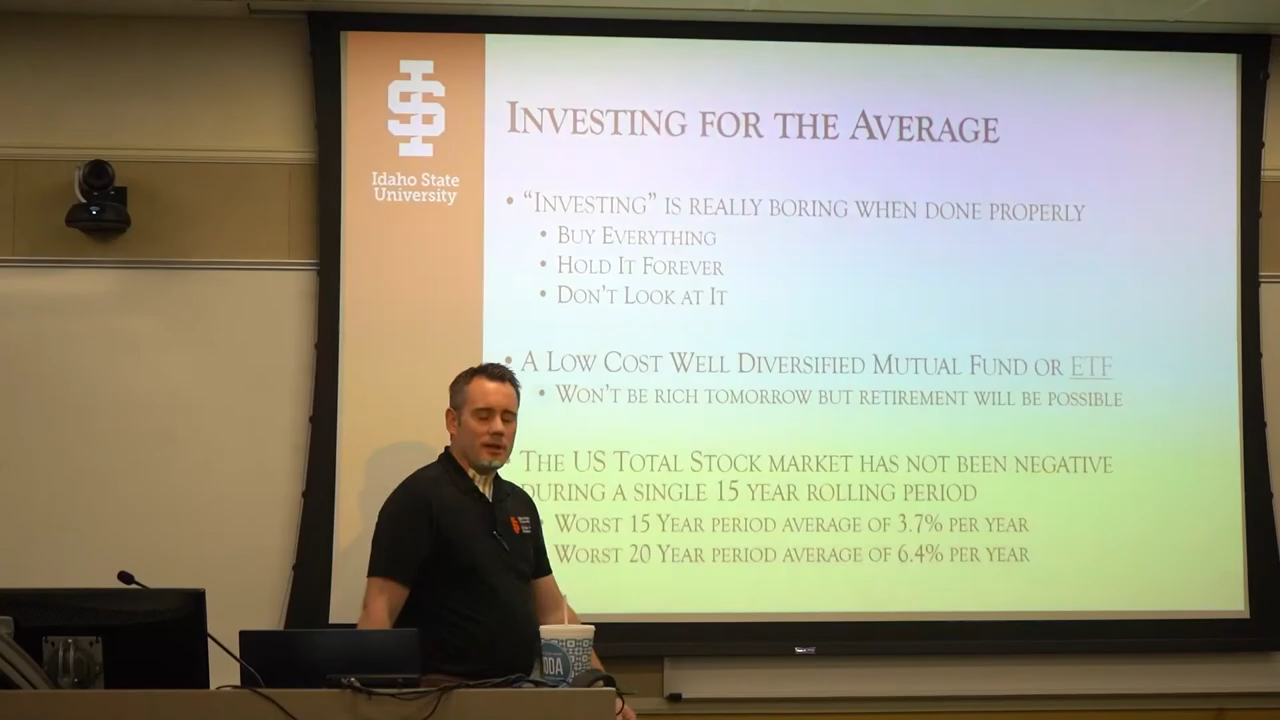 Idaho State
University
INVESTING FOR THE AVERAGE
• “INVESTING” IS REALLY BORING WHEN DONE PROPERLY
• BUY EVERYTHING
• HOLD IT FOREVER
• DON'T LOOK AT IT
• A LOW COST WELL DIVERSIFIED MUTUAL FUND OR ETF
• WON'T BE RICH TOMORROW BUT RETIREMENT WILL BE POSSIBLE
• THE US TOTAL STOCK MARKET HAS NOT BEEN NEGATIVE
DURING A SINGLE 15 YEAR ROLLING PERIOD
• WORST 15 YEAR PERIOD AVERAGE OF 3.7% PER YEAR
WORST 20 YEAR PERIOD AVERAGE OF 6.4% PER YEAR